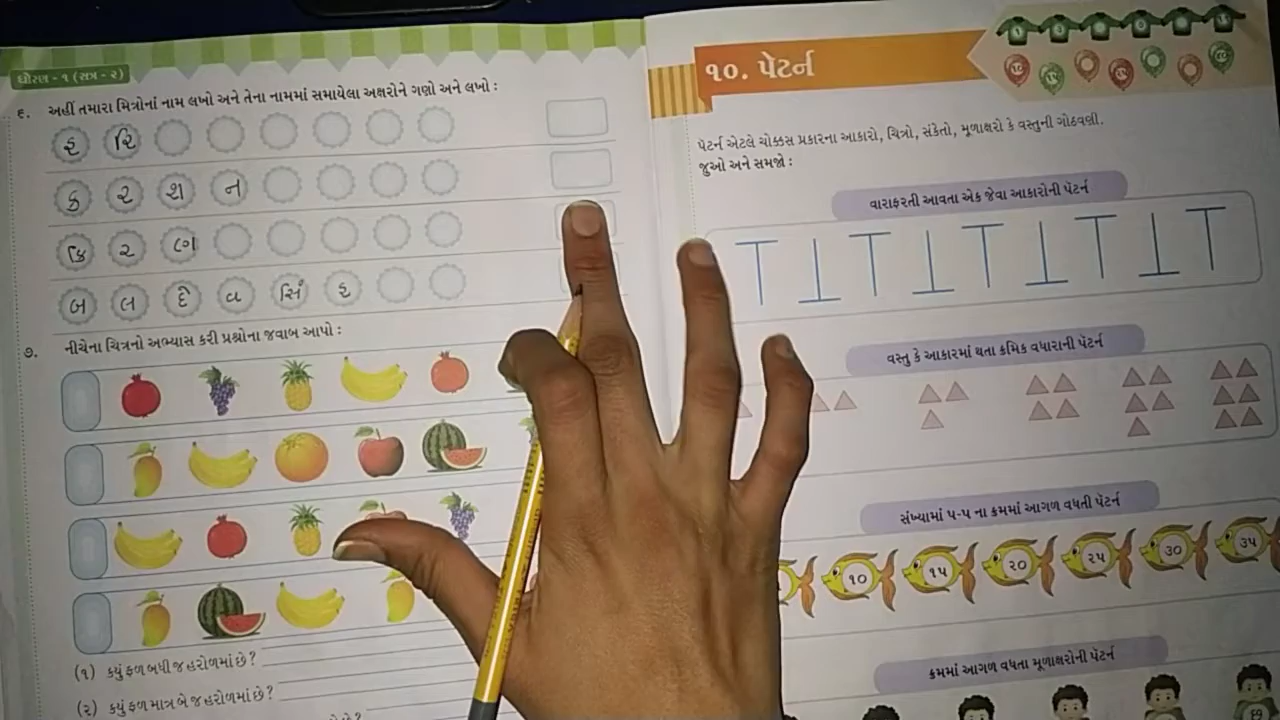 ધોરણ - ૧ (સત્ર - ૨)
૬. અહીં તમારા મિત્રોનાં નામ લખો અને તેના નામમાં સમાયેલા અક્ષરોને ગણો અને લખો :
હ રિ
ક ર શ ન
કિ ર ણ
બ લ દે વ સિં હ
૭. નીચેના ચિત્રનો અભ્યાસ કરી પ્રશ્નોના જવાબ આપો :
(૧) કયું ફળ બધી જ હરોળમાં છે?
(૨) કયું ફળ માત્ર બે જ હરોળમાં છે?
૧૦. પેટર્ન
પૅટર્ન એટલે ચોક્કસ પ્રકારના આકારો, ચિત્રો, સંકેતો, મૂળાક્ષરો કે વસ્તુની ગોઠવણી.
જુઓ અને સમજો :
વારાફરતી આવતા એક જેવા આકારોની પૅટર્ન
વસ્તુ કે આકારમાં થતા ક્રમિક વધારાની પૅટર્ન
સંખ્યામાં ૫-૫ ના ક્રમમાં આગળ વધતી પૅટર્ન
૧૦ ૧૫ ૨૦ ૨૫ ૩૦ ૩૫
ક્રમમાં આગળ વધતા મૂળાક્ષરોની પૅટર્ન